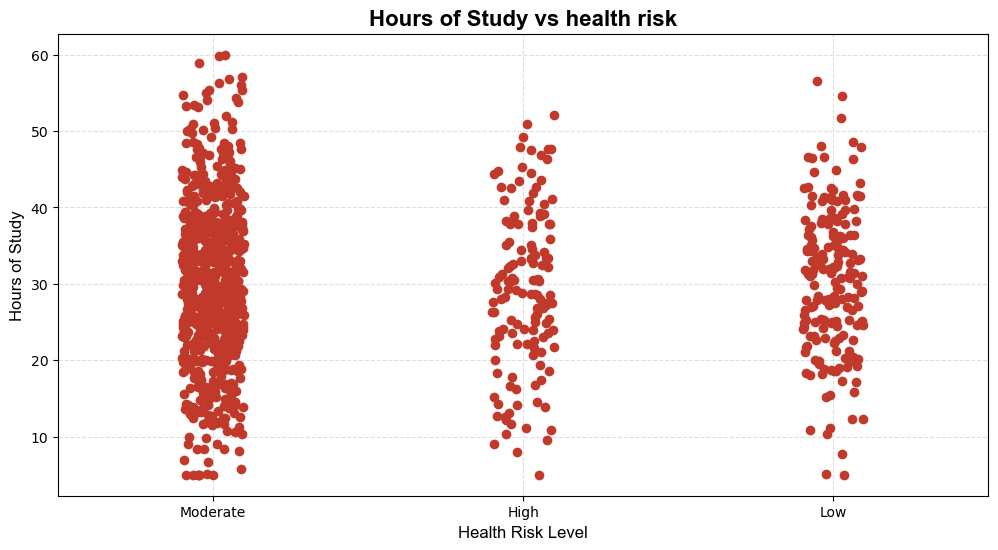 Hours of Study vs health risk
60
50
40
30
20
10
Hours of Study
Moderate
High
Low
Health Risk Level